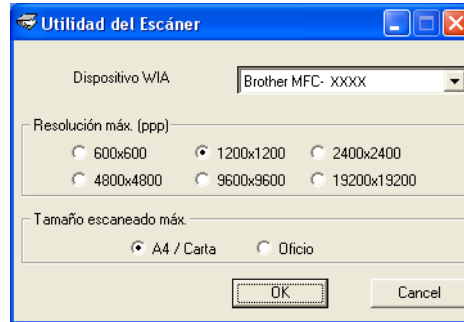 Utilidad del Escáner
Dispositivo WIA Brother MFC- XXXX
Resolución máx. (ppp)
600x600 1200x1200 2400x2400
4800x4800 9600x9600 19200x19200
Tamaño escaneado máx.
A4 / Carta Oficio
OK Cancel